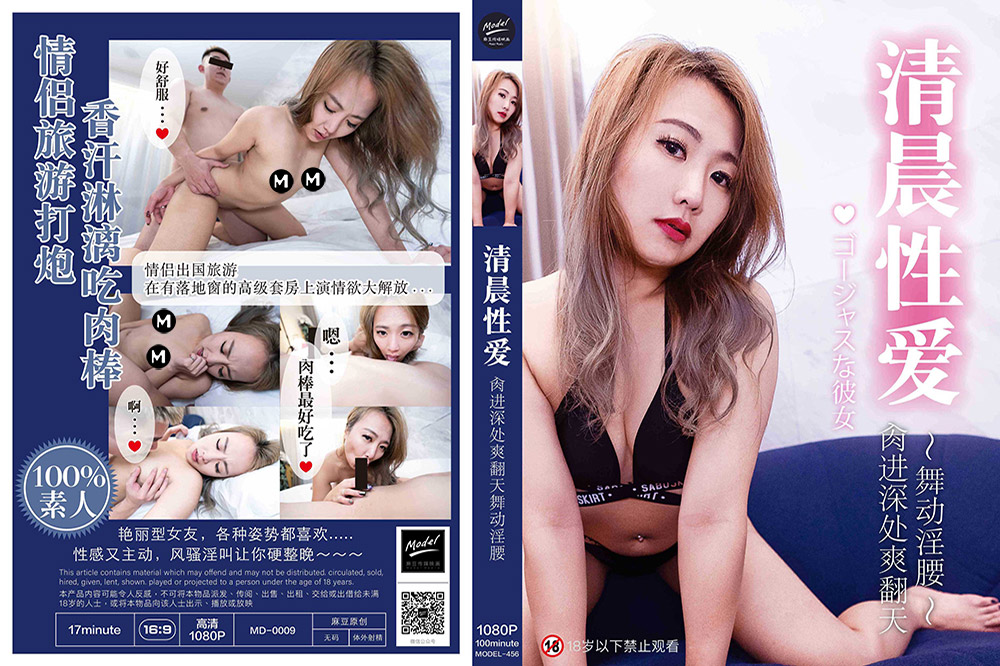 情侣旅游打炮
香汗淋漓吃肉棒
好舒服....
M M
情侣出国旅游
在有落地窗的高级套房上演情欲大解放...
M
M
嗯....
肉棒最好吃了
啊....
100%
素人
艳丽型女友，各种姿势都喜欢.....
性感又主动，风骚淫叫让你硬整晚～～～
This article contains material which may offend and may not be distributed. circulated, sold,
hired, given, lent, shown. played or projected to a person under the age of 18 years.
本产品内容可能令人反感，不可将本物品派发、传阅、出售、出租、交给或出借给未满
18岁的人士，或将本物品向该人士出示、播放或放映
Model
17minute
16:9
高清
1080P
MD-0009
麻豆原创
无码
体外射精
Model
清晨性爱
肏进深处爽翻天舞动淫腰
1080P
100minute
MODEL-456
清晨性爱
ゴージャスな彼女
～舞动淫腰～
肏进深处爽翻天
SKIRT
18 18岁以下禁止观看